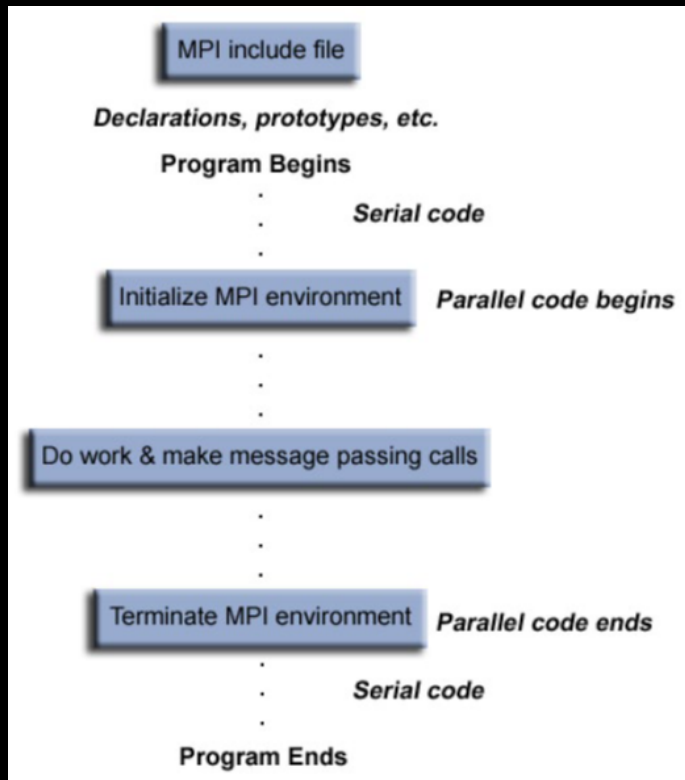 MPI include file
Declarations, prototypes, etc.
Program Begins
.
.
Serial code
.
Initialize MPI environment
Parallel code begins
.
.
.
Do work & make message passing calls
.
.
.
Terminate MPI environment
Parallel code ends
.
.
Serial code
.
Program Ends